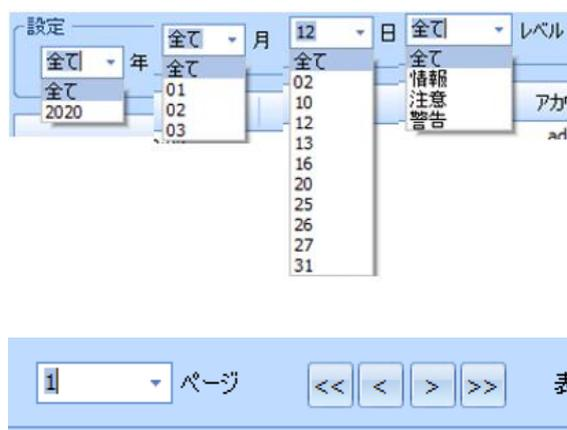 設定
全て 年 全て 月 12 日 全て レベル
全て
2020
全て
01
02
03
全て
02
10
12
13
16
20
25
26
27
31
全て
情報
注意
警告
アカ
ad
1 ページ << < > >> 表